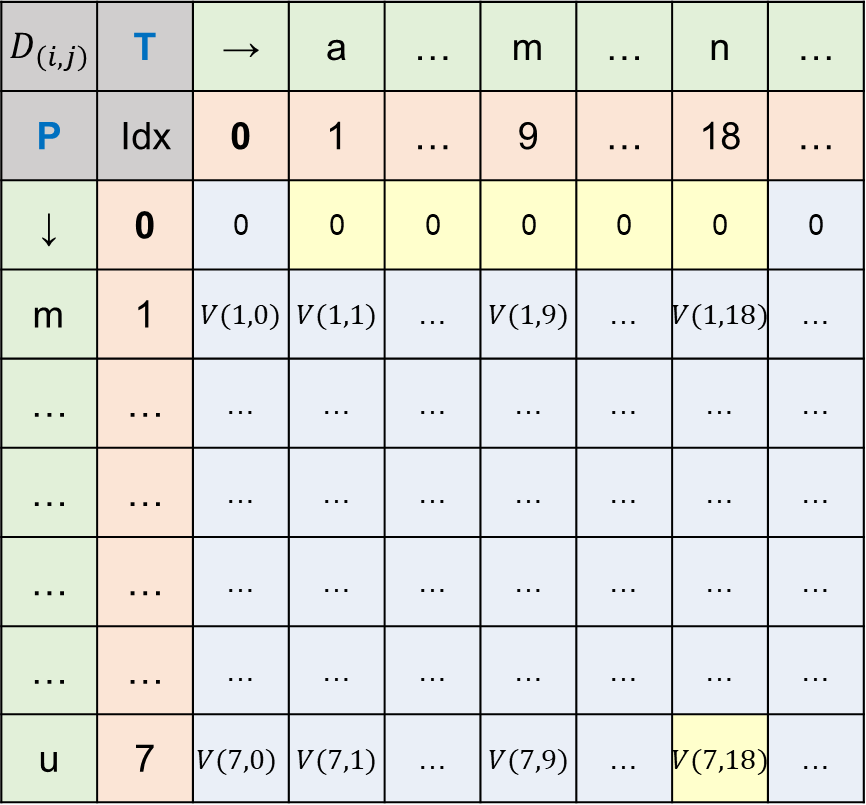 D(i,j) T → a … m … n …
P Idx 0 1 … 9 … 18 …
↓ 0 0 0 0 0 0 0 0
m 1 V(1,0) V(1,1) … V(1,9) … V(1,18) …
… … … … … … … … …
… … … … … … … … …
… … … … … … … … …
… … … … … … … … …
u 7 V(7,0) V(7,1) … V(7,9) … V(7,18) …